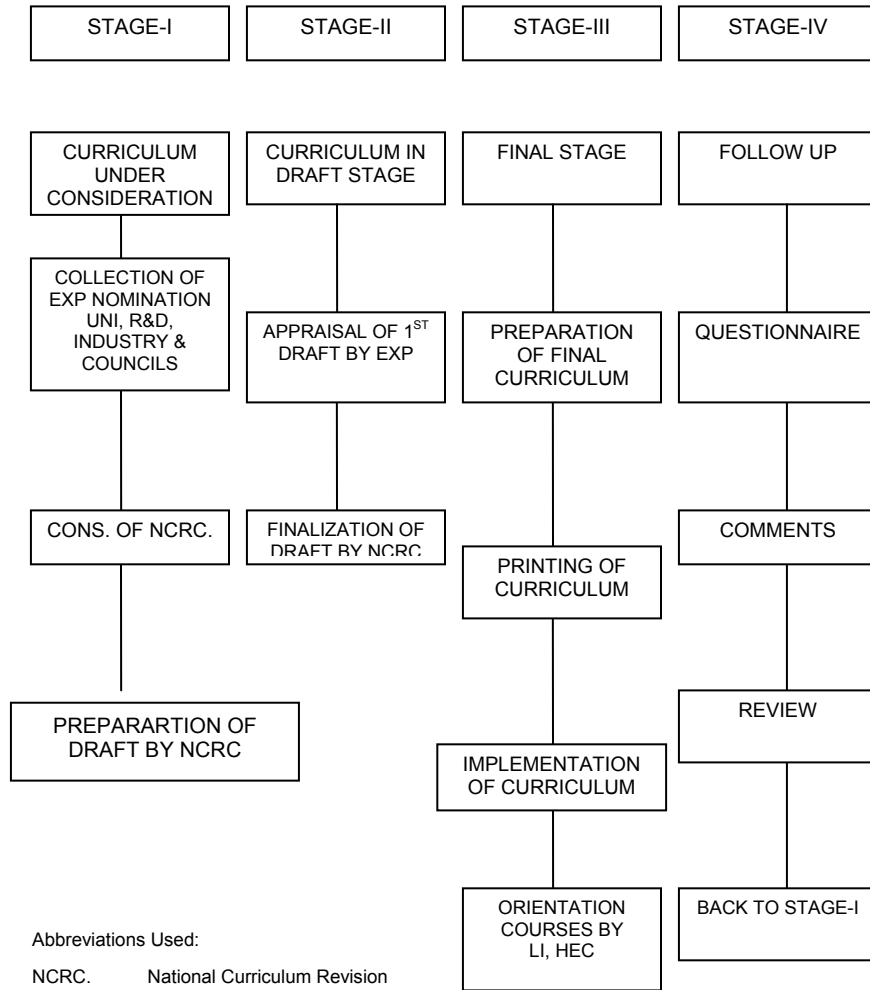 STAGE-I
STAGE-II
STAGE-III
STAGE-IV
CURRICULUM
UNDER
CONSIDERATION
COLLECTION OF
EXP NOMINATION
UNI, R&D,
INDUSTRY &
COUNCILS
CONS. OF NCRC.
PREPARARTION OF
DRAFT BY NCRC
CURRICULUM IN
DRAFT STAGE
APPRAISAL OF 1ST
DRAFT BY EXP
FINALIZATION OF
DRAFT BY NCRC
FINAL STAGE
PREPARATION
OF FINAL
CURRICULUM
PRINTING OF
CURRICULUM
IMPLEMENTATION
OF CURRICULUM
ORIENTATION
COURSES BY
LI, HEC
FOLLOW UP
QUESTIONNAIRE
COMMENTS
REVIEW
BACK TO STAGE-I
Abbreviations Used:
NCRC. National Curriculum Revision